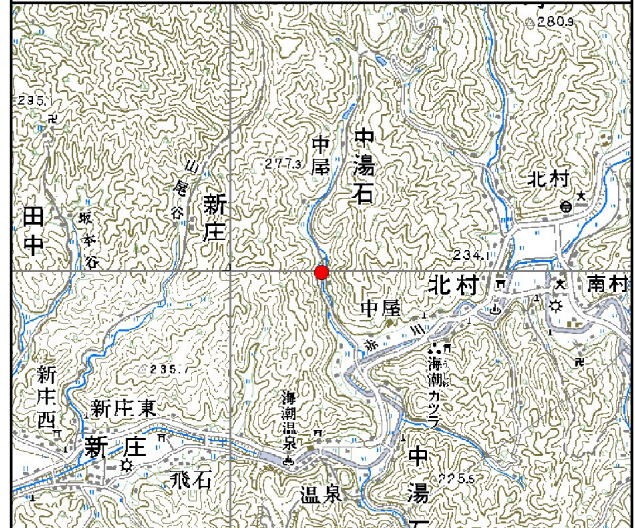 280.9
295.1
中屋
中湯石
277.3
山尾谷
北村
新庄
田中
坂本谷
234.1
北村
南村
中屋
赤川
海潮カツラ
235.7
新庄西
新庄東
海潮温泉
新庄
飛石
温泉
中湯石
225.5